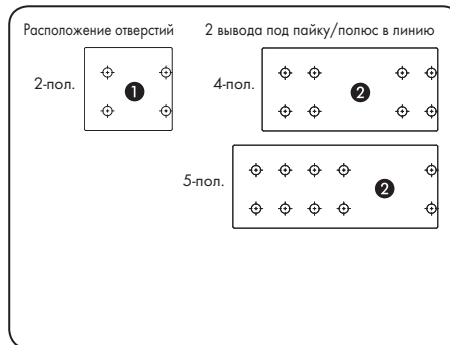 Расположение отверстий
2 вывода под пайку/полюс в линию
2-пол.
1
4-пол.
2
5-пол.
2